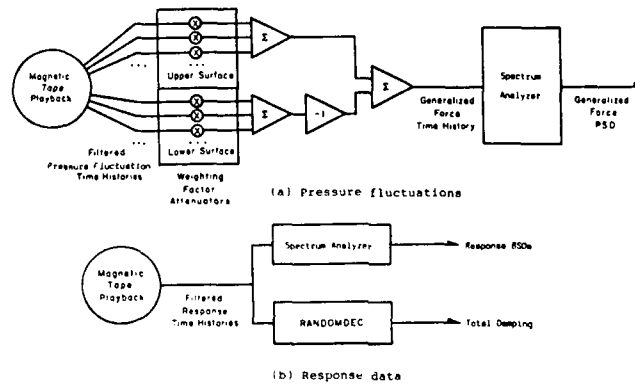 Magnetic
Tape
Playback
X
X
X
...
...
Upper Surface
X
X
X
...
...
Lower Surface
Σ
Σ
-1
Σ
Filtered
Pressure Fluctuation
Time Histories
Weighting
Factor
Attenuators
Generalized
Force
Time History
Spectrum
Analyzer
Generalized
Force
PSD
(a) Pressure fluctuations
Magnetic
Tape
Playback
Filtered
Response
Time Histories
Spectrum Analyzer
Response PSDs
RANDOMDEC
Total Damping
(b) Response data